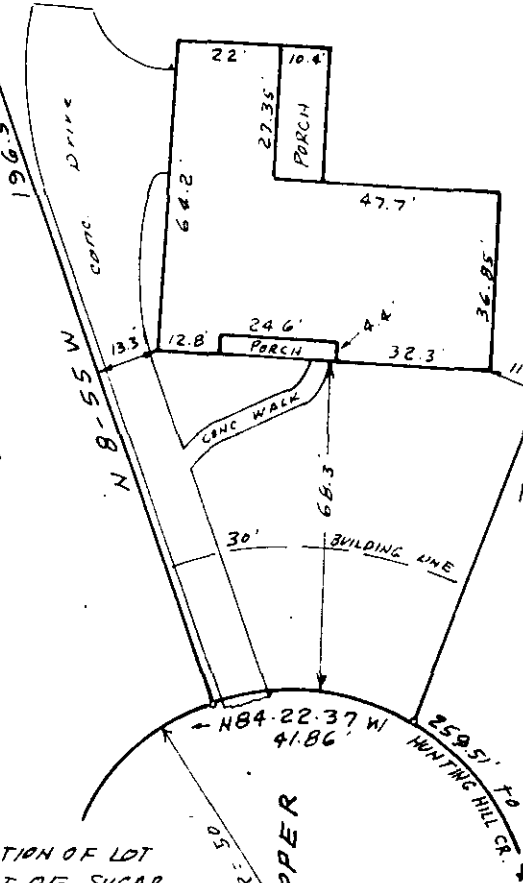 22'
10.4'
27.35'
PORCH
196.3
conc. Drive
64.2'
47.7'
36.85'
24.6'
4.4'
13.3'
12.8'
PORCH
32.3'
11
N 8-55 W
CONC WALK
68.3'
30'
BUILDING LINE
N84.22.37 W
41.86'
259.51' TO
HUNTING HILL CR.
= 50
OPPER
TION OF LOT
T OF SUGAR